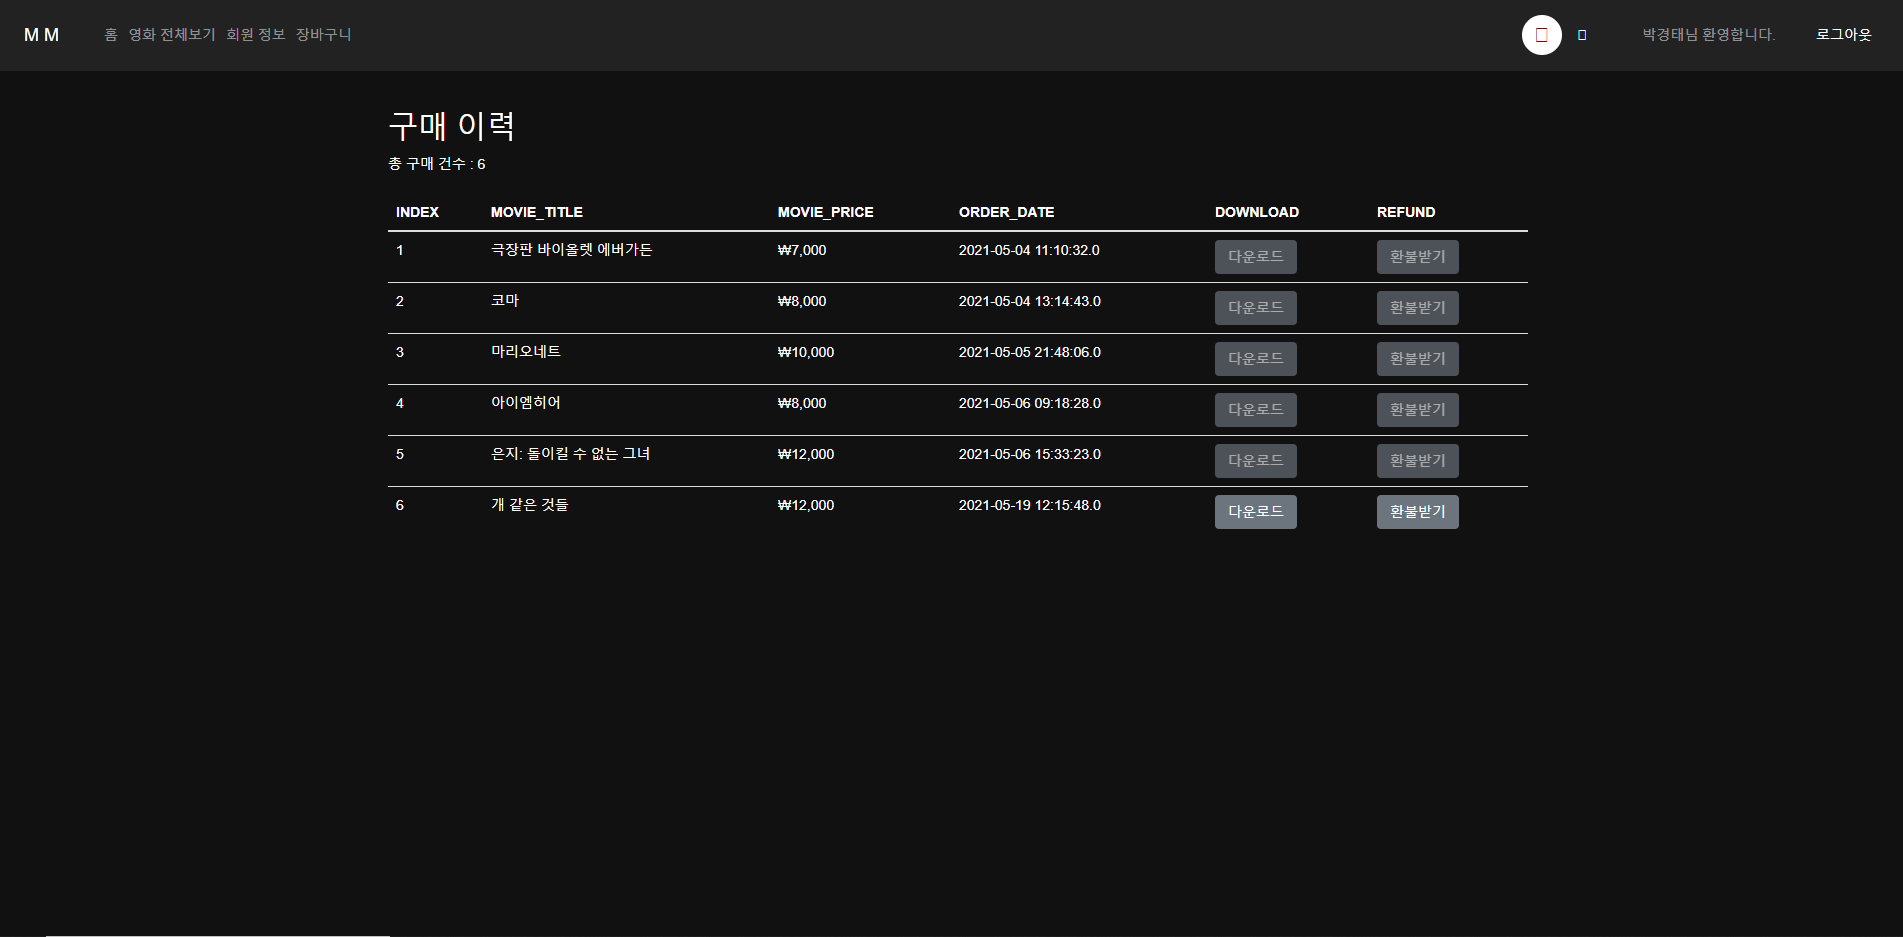 M M 홈 영화 전체보기 회원 정보 장바구니 박경태님 환영합니다. 로그아웃
구매 이력
총 구매 건수 : 6
INDEX MOVIE_TITLE MOVIE_PRICE ORDER_DATE DOWNLOAD REFUND
1 극장판 바이올렛 에버가든 ₩7,000 2021-05-04 11:10:32.0 다운로드 환불받기
2 코마 ₩8,000 2021-05-04 13:14:43.0 다운로드 환불받기
3 마리오네트 ₩10,000 2021-05-05 21:48:06.0 다운로드 환불받기
4 아이엠히어 ₩8,000 2021-05-06 09:18:28.0 다운로드 환불받기
5 은지: 돌이킬 수 없는 그녀 ₩12,000 2021-05-06 15:33:23.0 다운로드 환불받기
6 개 같은 것들 ₩12,000 2021-05-19 12:15:48.0 다운로드 환불받기